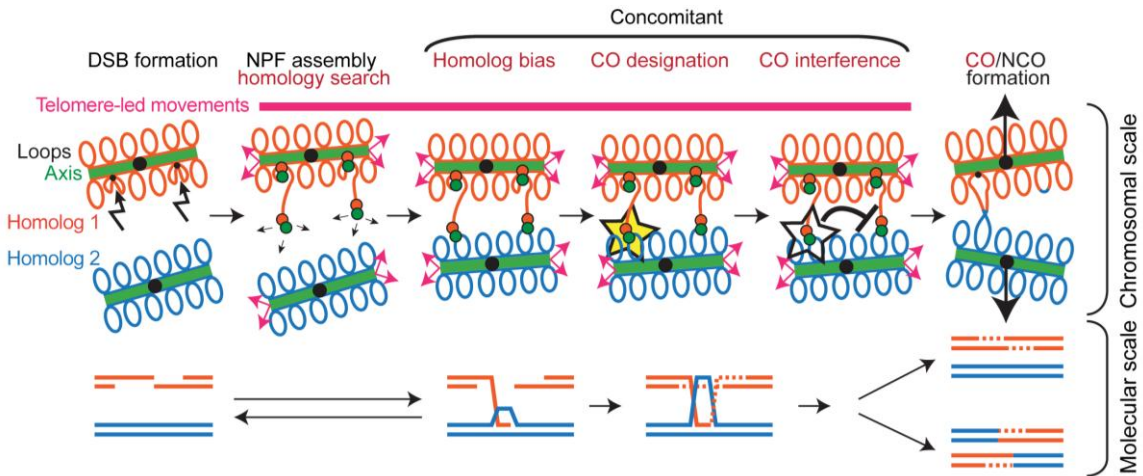 Concomitant
DSB formation
NPF assembly
homology search
Homolog bias
CO designation
CO interference
CO/NCO
formation
Telomere-led movements
Loops
Axis
Homolog 1
Homolog 2
Chromosomal scale
Molecular scale